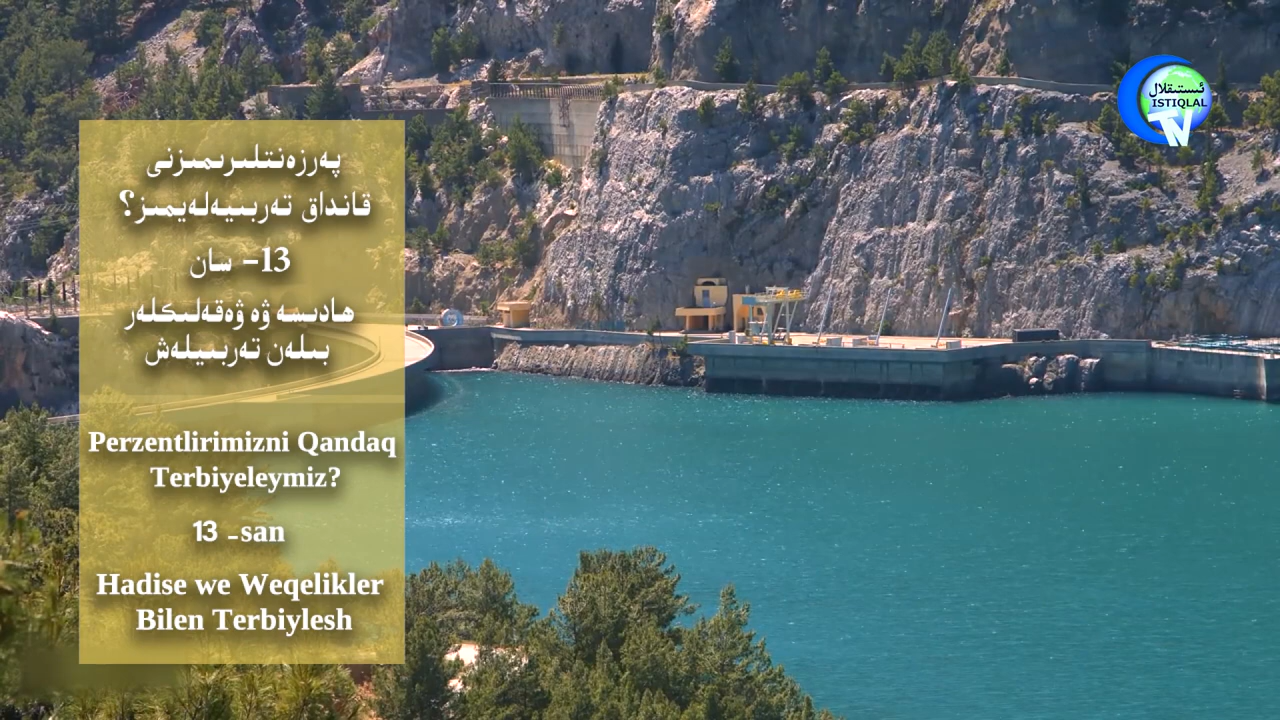 پەرزەنتلىرىمىزنى
قانداق تەربىيەلەيمىز؟
13- سان
ھادىسە ۋە ۋەقەلىكلەر
بىلەن تەربىيلەش
Perzentlirimizni Qandaq
Terbiyeleymiz?
13 - san
Hadise we Weqelikler
Bilen Terbiylesh
ئىستىقلال
ISTIQLAL
TV